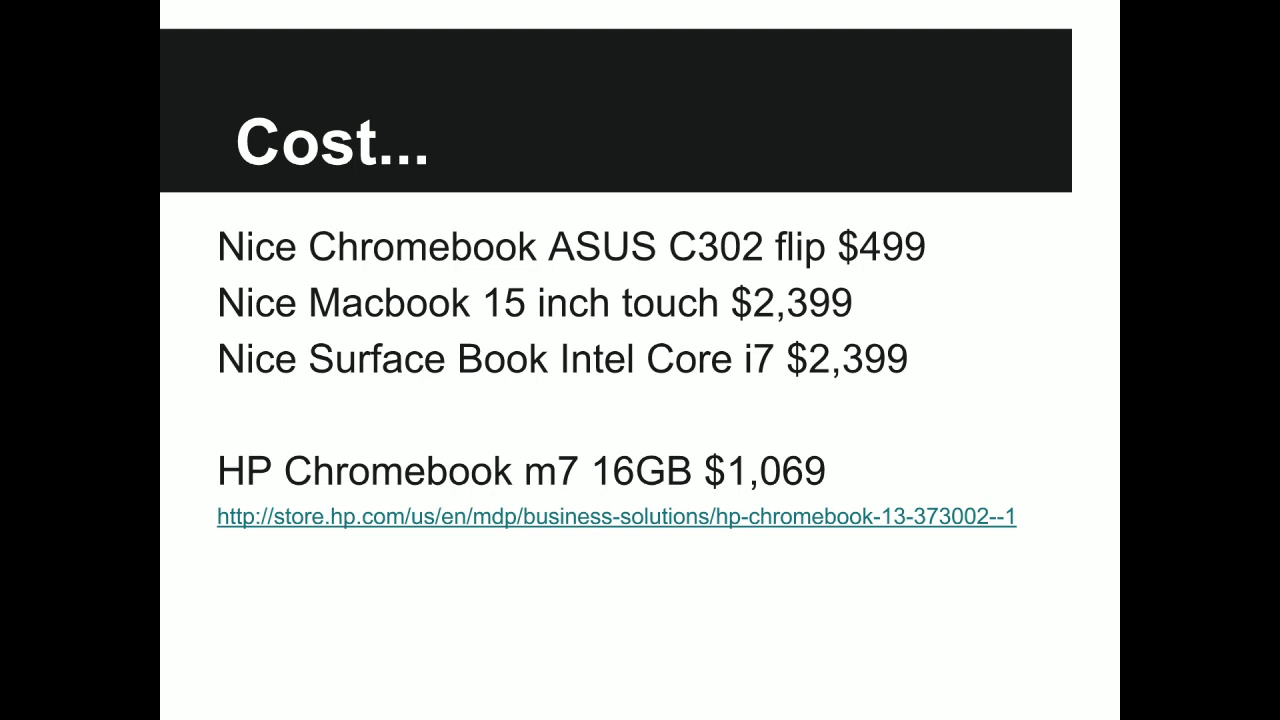 Cost...
Nice Chromebook ASUS C302 flip $499
Nice Macbook 15 inch touch $2,399
Nice Surface Book Intel Core i7 $2,399
HP Chromebook m7 16GB $1,069
http://store.hp.com/us/en/mdp/business-solutions/hp-chromebook-13-373002--1